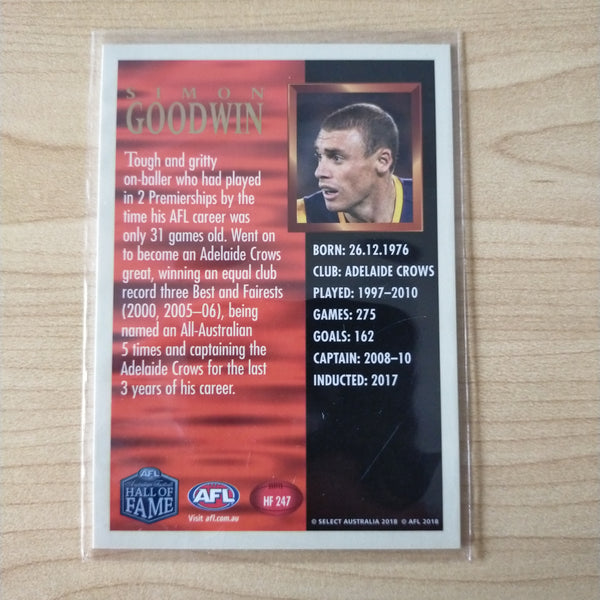 SIMON
GOODWIN
Tough and gritty
on-baller who had played
in 2 Premierships by the
time his AFL career was
only 31 games old. Went on
to become an Adelaide Crows
great, winning an equal club
record three Best and Fairests
(2000, 2005–06), being
named an All-Australian
5 times and captaining the
Adelaide Crows for the last
3 years of his career.
BORN: 26.12.1976
CLUB: ADELAIDE CROWS
PLAYED: 1997–2010
GAMES: 275
GOALS: 162
CAPTAIN: 2008–10
INDUCTED: 2017
AFL
Australian Football
HALL OF
FAME
AFL
Visit afl.com.au
HF 247
© SELECT AUSTRALIA 2018 © AFL 2018